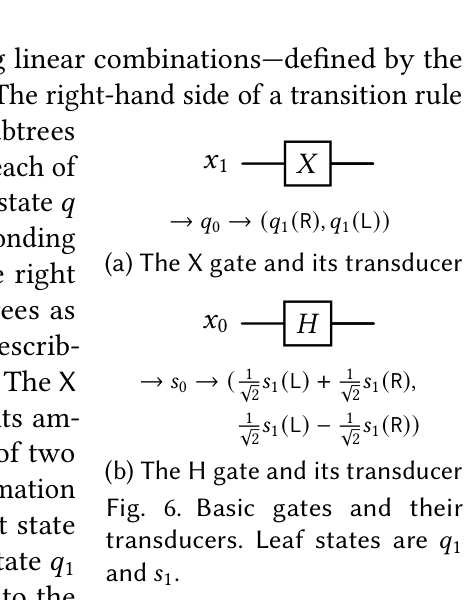 g linear combinations—defined by the
The right-hand side of a transition rule
btrees
each of
state q
onding
e right
rees as
escrib-
The X
its am-
of two
mation
t state
tate q₁
to the
x₁ X
→ q₀ → (q₁(R), q₁(L))
(a) The X gate and its transducer
x₀ H
→ s₀ → (1/√2 s₁(L) + 1/√2 s₁(R),
1/√2 s₁(L) − 1/√2 s₁(R))
(b) The H gate and its transducer
Fig. 6. Basic gates and their
transducers. Leaf states are q₁
and s₁.